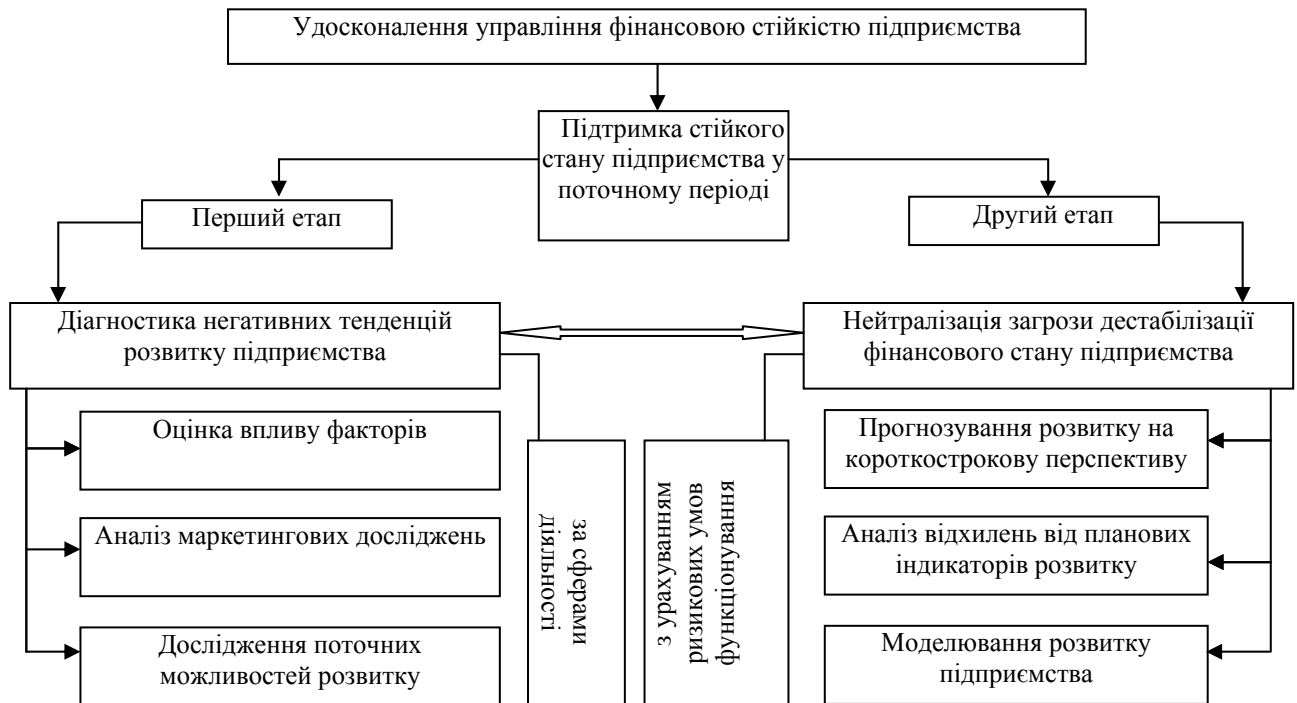 Удосконалення управління фінансовою стійкістю підприємства
Підтримка стійкого
стану підприємства у
поточному періоді
Перший етап
Другий етап
Діагностика негативних тенденцій
розвитку підприємства
Нейтралізація загрози дестабілізації
фінансового стану підприємства
Оцінка впливу факторів
Аналіз маркетингових досліджень
Дослідження поточних
можливостей розвитку
за сферами
діяльності
з урахуванням
ризикових умов
функціонування
Прогнозування розвитку на
короткострокову перспективу
Аналіз відхилень від планових
індикаторів розвитку
Моделювання розвитку
підприємства